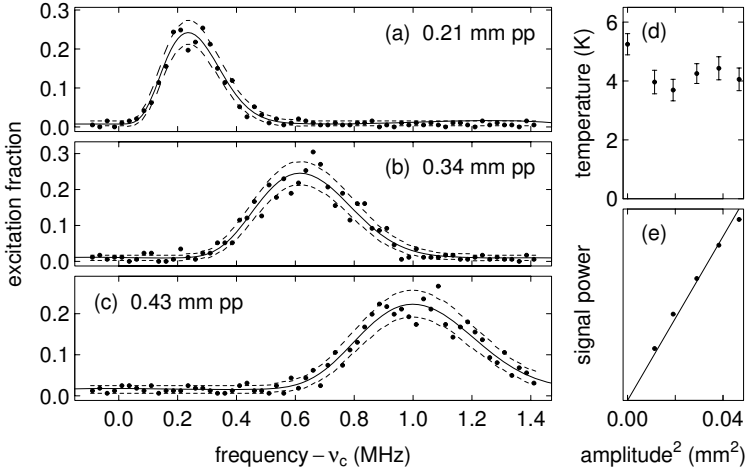 excitation fraction
0.3
0.2
0.1
0.0
(a) 0.21 mm pp
0.3
0.2
0.1
0.0
(b) 0.34 mm pp
0.2
0.1
0.0
(c) 0.43 mm pp
0.0 0.2 0.4 0.6 0.8 1.0 1.2 1.4
frequency – νc (MHz)
temperature (K)
6
4
2
0
(d)
signal power
(e)
0.00 0.04
amplitude² (mm²)